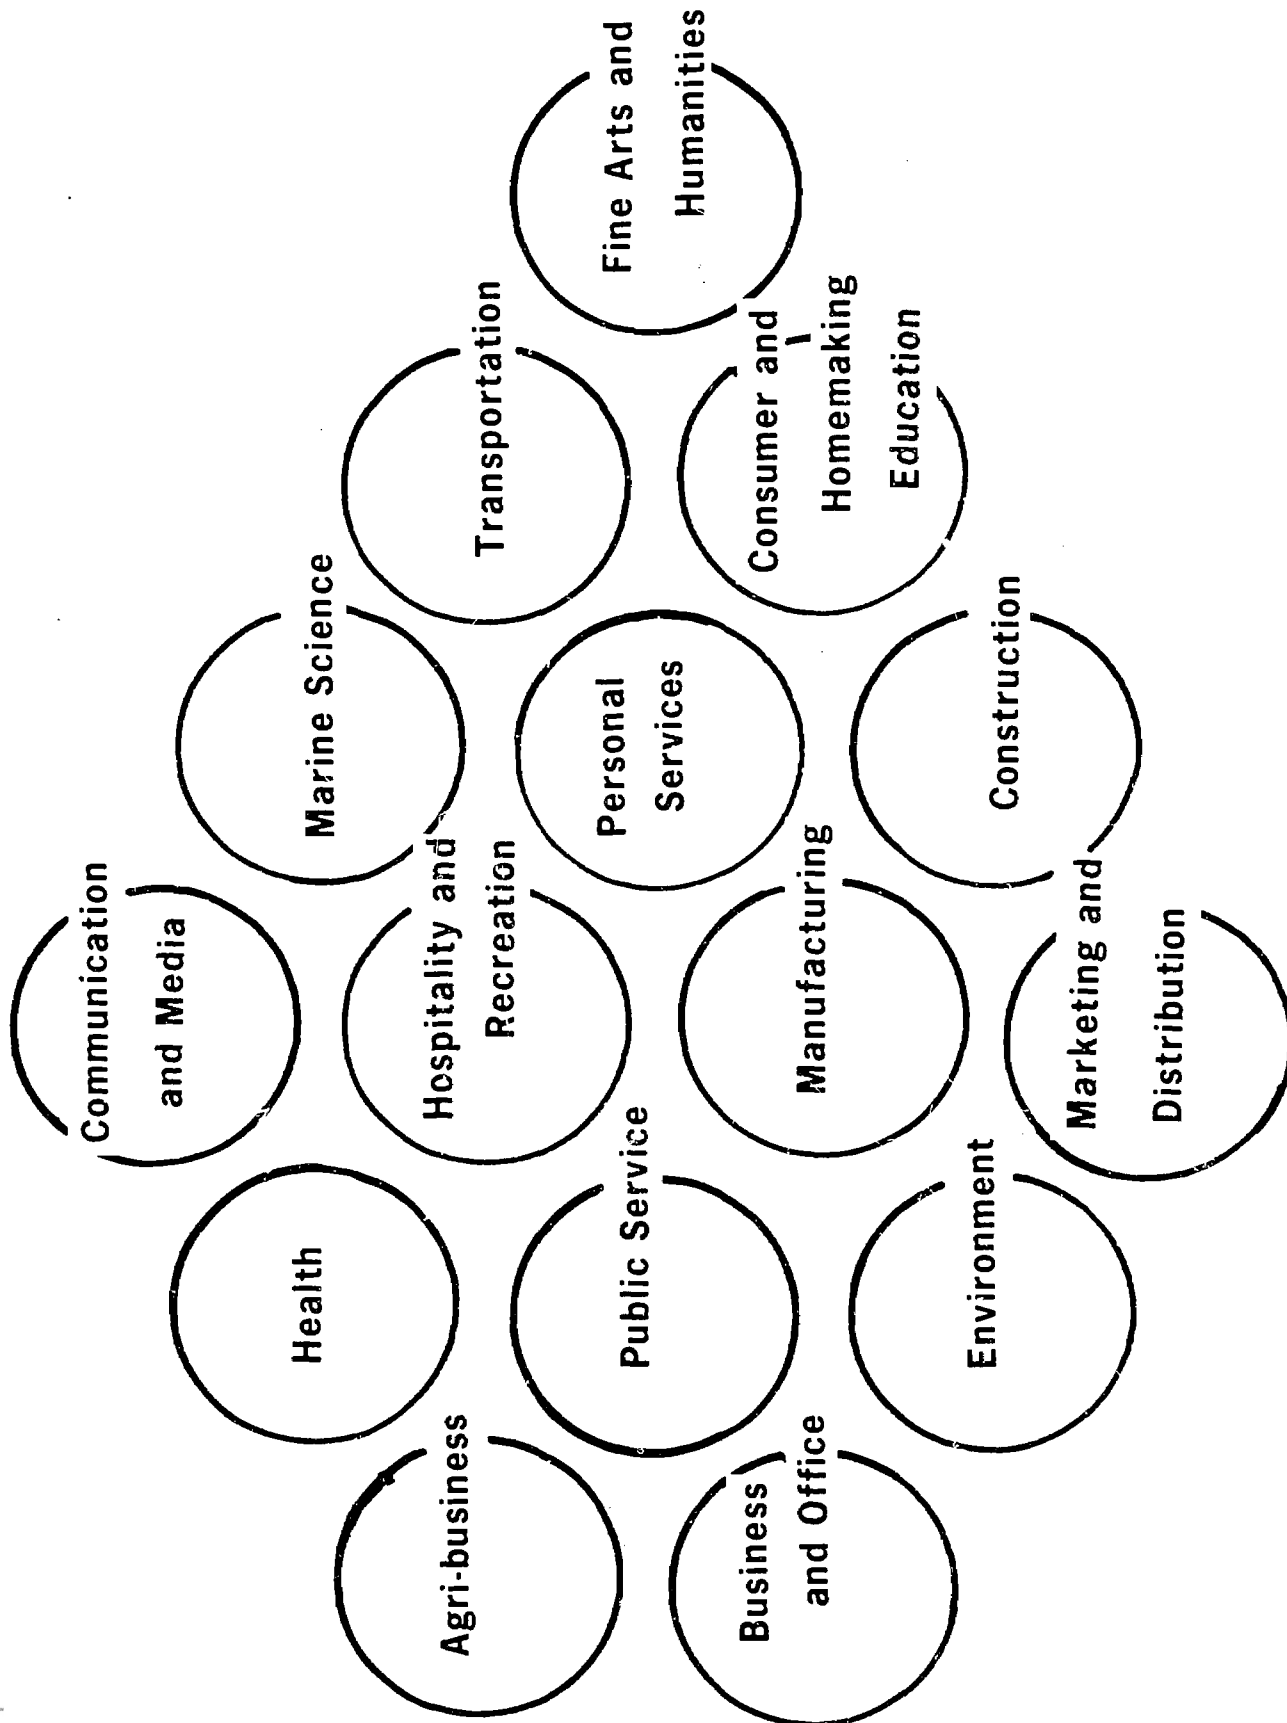 Communication
and Media
Health
Marine Science
Agri-business
Hospitality and
Recreation
Transportation
Public Service
Personal
Services
Fine Arts and
Humanities
Business
and Office
Manufacturing
Consumer and
Homemaking
Education
Environment
Construction
Marketing and
Distribution